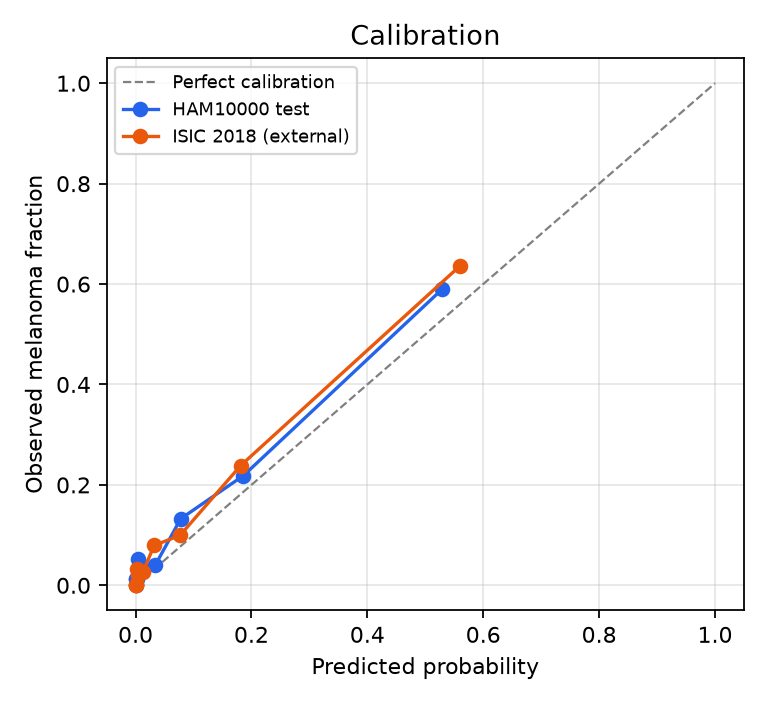 Calibration
Perfect calibration
HAM10000 test
ISIC 2018 (external)
Observed melanoma fraction
1.0
0.8
0.6
0.4
0.2
0.0
0.0 0.2 0.4 0.6 0.8 1.0
Predicted probability